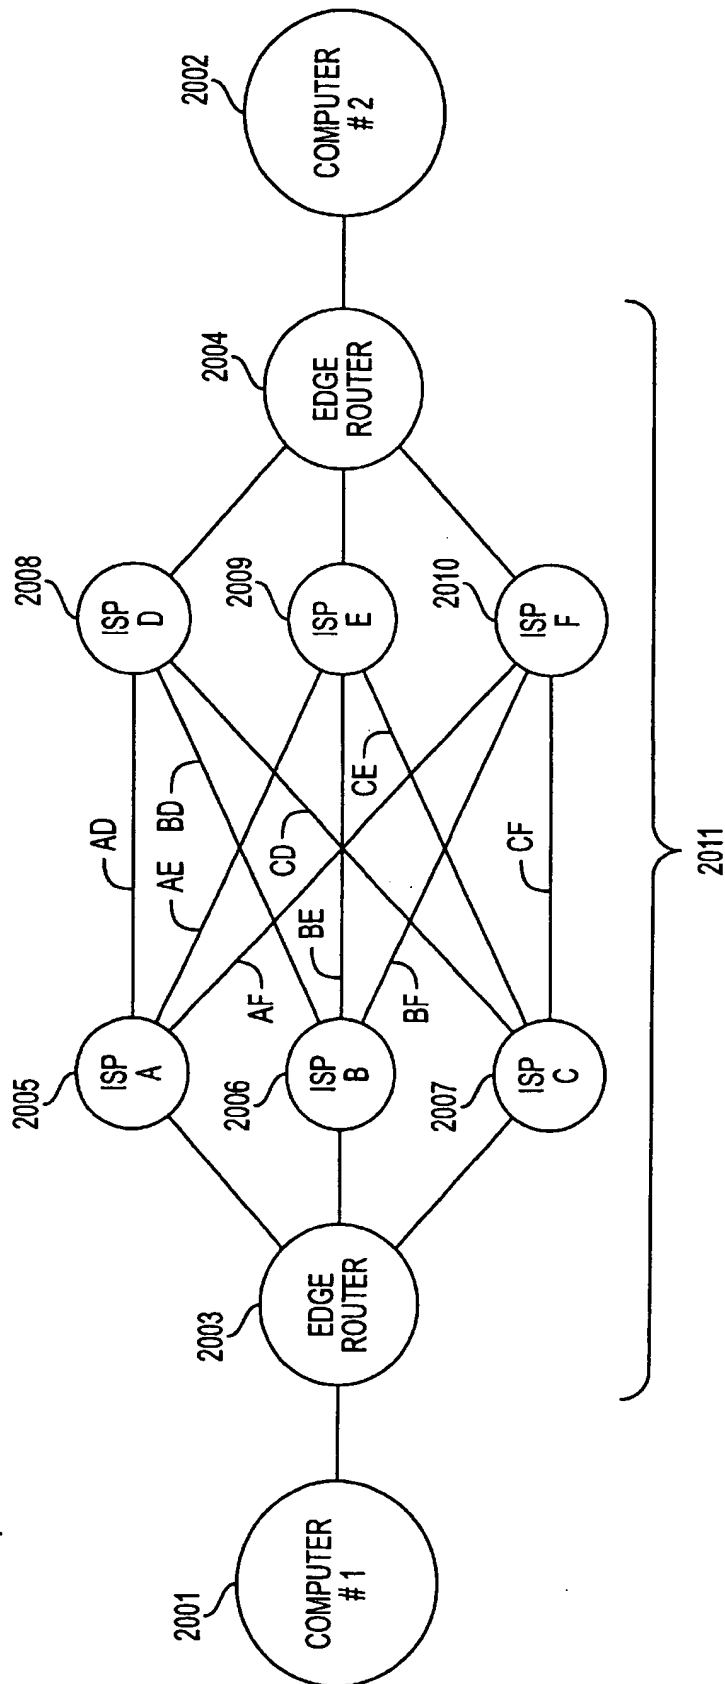 2001
COMPUTER
# 1
2003
EDGE
ROUTER
2005
ISP
A
2006
ISP
B
2007
ISP
C
AD
BD
AE
CD
AF
BE
CE
BF
CF
2008
ISP
D
2009
ISP
E
2010
ISP
F
2004
EDGE
ROUTER
2002
COMPUTER
# 2
2011